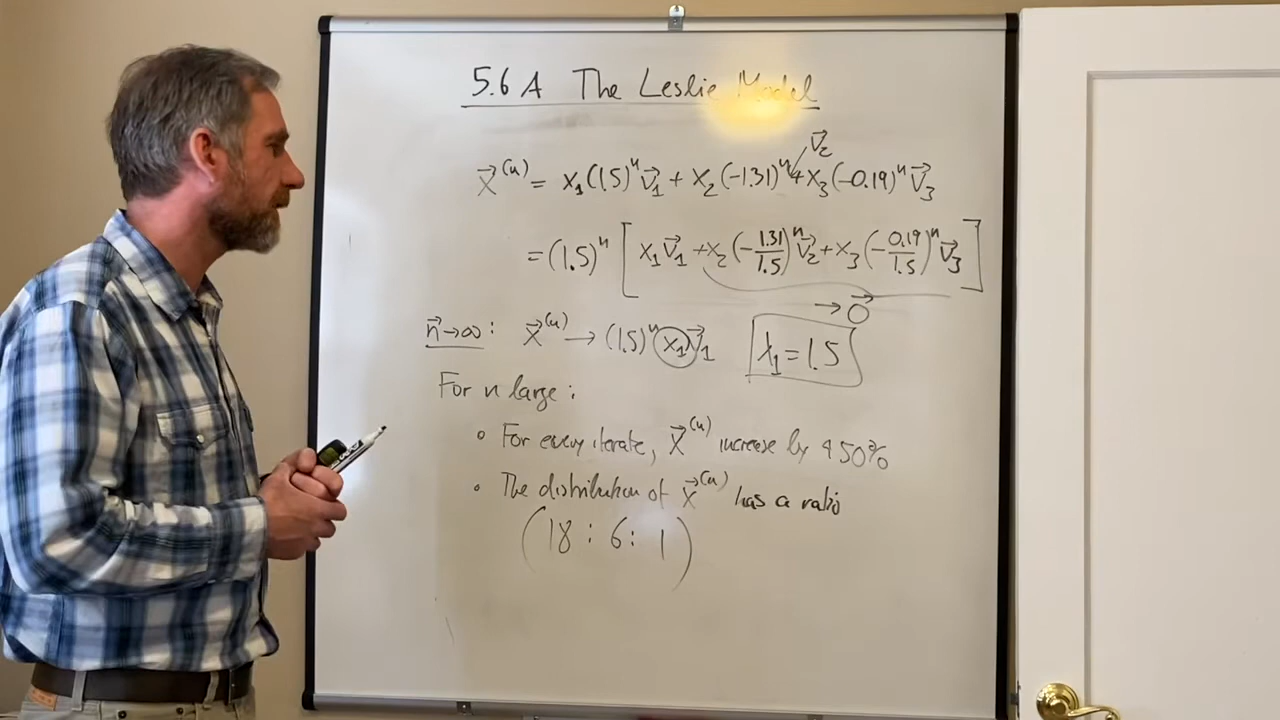 5.6 A The Leslie Model
X⃗⁽ⁿ⁾ = x₁(1.5)ⁿ v⃗₁ + x₂(-1.31)ⁿ v⃗₂ + x₃(-0.19)ⁿ v⃗₃
= (1.5)ⁿ [ x₁v⃗₁ + x₂(-1.31/1.5)ⁿ v⃗₂ + x₃(-0.19/1.5)ⁿ v⃗₃ ]
→ 0⃗
n⃗→∞: X⃗⁽ⁿ⁾ → (1.5)ⁿ x₁ v⃗₁ λ₁ = 1.5
For n large:
° For every iterate, X⃗⁽ⁿ⁾ increase by 50%
• The distribution of X⃗⁽ⁿ⁾ has a ratio
(18 : 6 : 1)